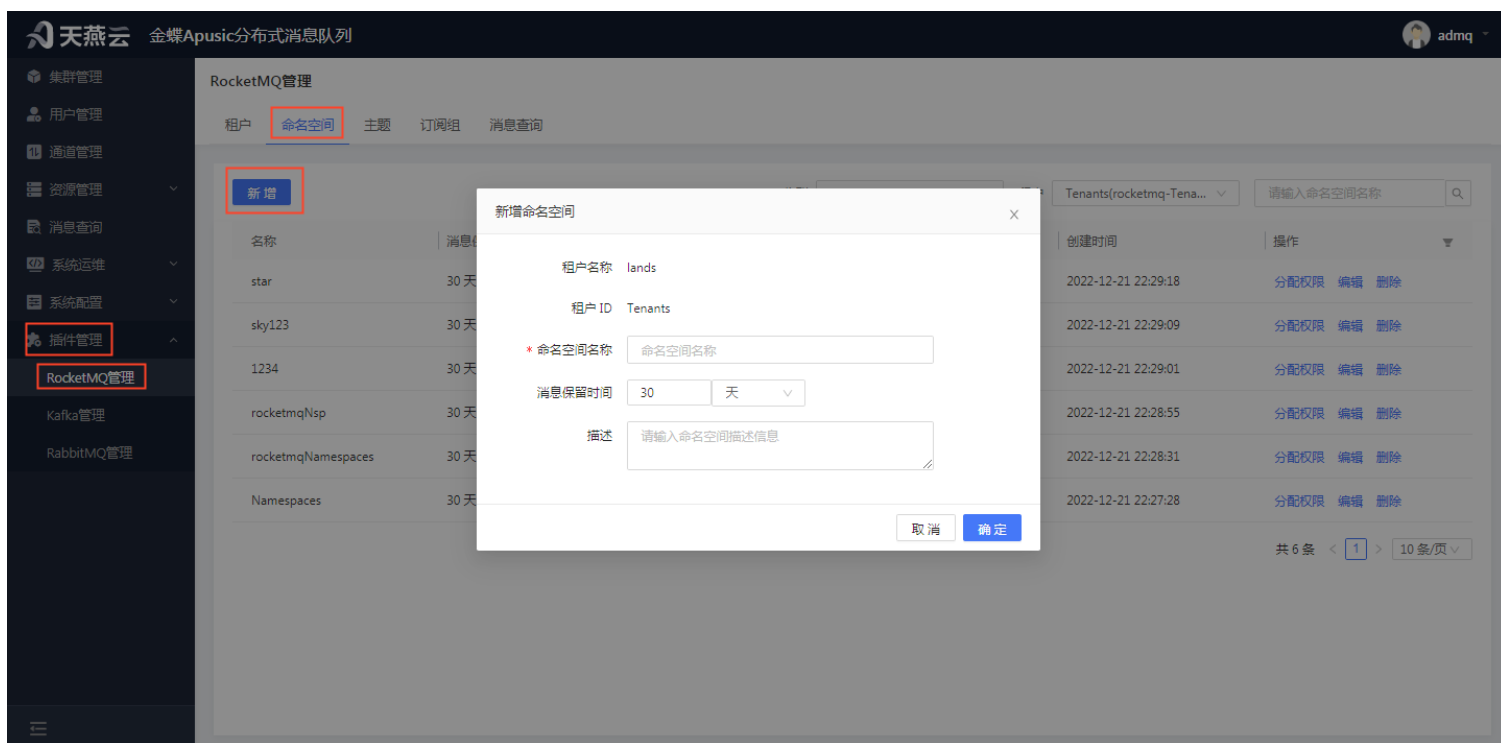 天燕云 金蝶Apusic分布式消息队列 admq
集群管理
用户管理
通道管理
资源管理
消息查询
系统运维
系统配置
插件管理
RocketMQ管理
Kafka管理
RabbitMQ管理
RocketMQ管理
租户 命名空间 主题 订阅组 消息查询
新增 Tenants(rocketmq-Tena... 请输入命名空间名称
名称 消息 创建时间 操作
star 30 天 2022-12-21 22:29:18 分配权限 编辑 删除
sky123 30 天 2022-12-21 22:29:09 分配权限 编辑 删除
1234 30 天 2022-12-21 22:29:01 分配权限 编辑 删除
rocketmqNsp 30 天 2022-12-21 22:28:55 分配权限 编辑 删除
rocketmqNamespaces 30 天 2022-12-21 22:28:31 分配权限 编辑 删除
Namespaces 30 天 2022-12-21 22:27:28 分配权限 编辑 删除
共 6 条 < 1 > 10 条/页
新增命名空间
租户名称 lands
租户 ID Tenants
* 命名空间名称 命名空间名称
消息保留时间 30 天
描述 请输入命名空间描述信息
取消 确定